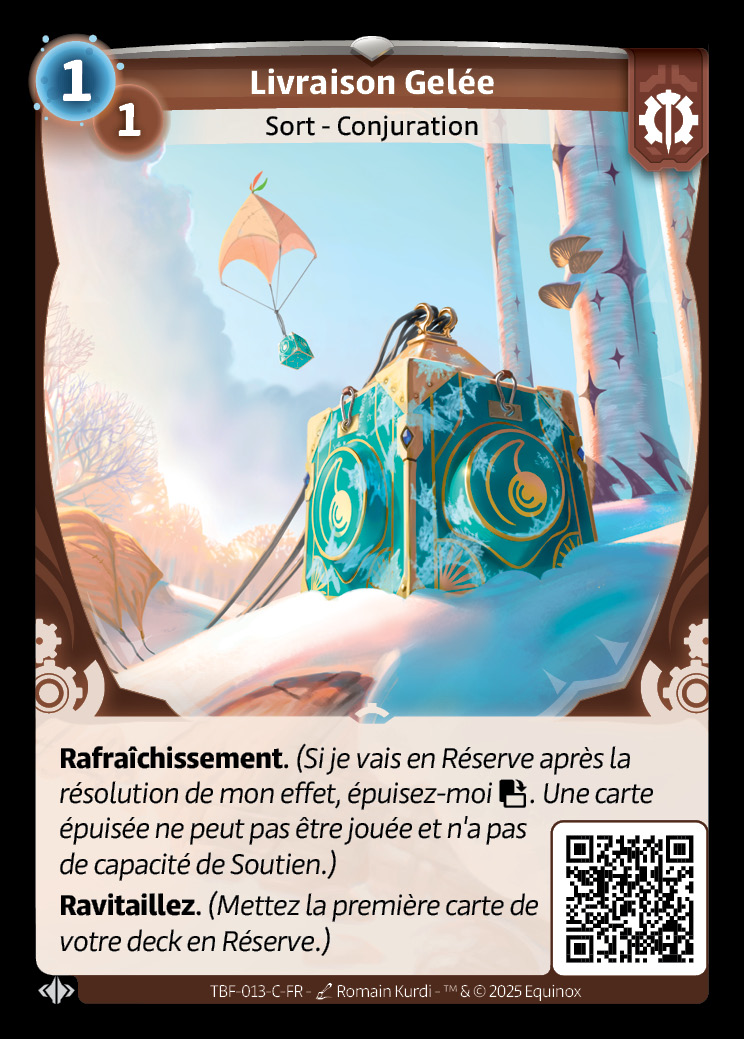 1
Livraison Gelée
1
Sort - Conjuration
Rafraîchissement. (Si je vais en Réserve après la
résolution de mon effet, épuisez-moi . Une carte
épuisée ne peut pas être jouée et n'a pas
de capacité de Soutien.)
Ravitaillez. (Mettez la première carte de
votre deck en Réserve.)
TBF-013-C-FR - Romain Kurdi - ™ & © 2025 Equinox